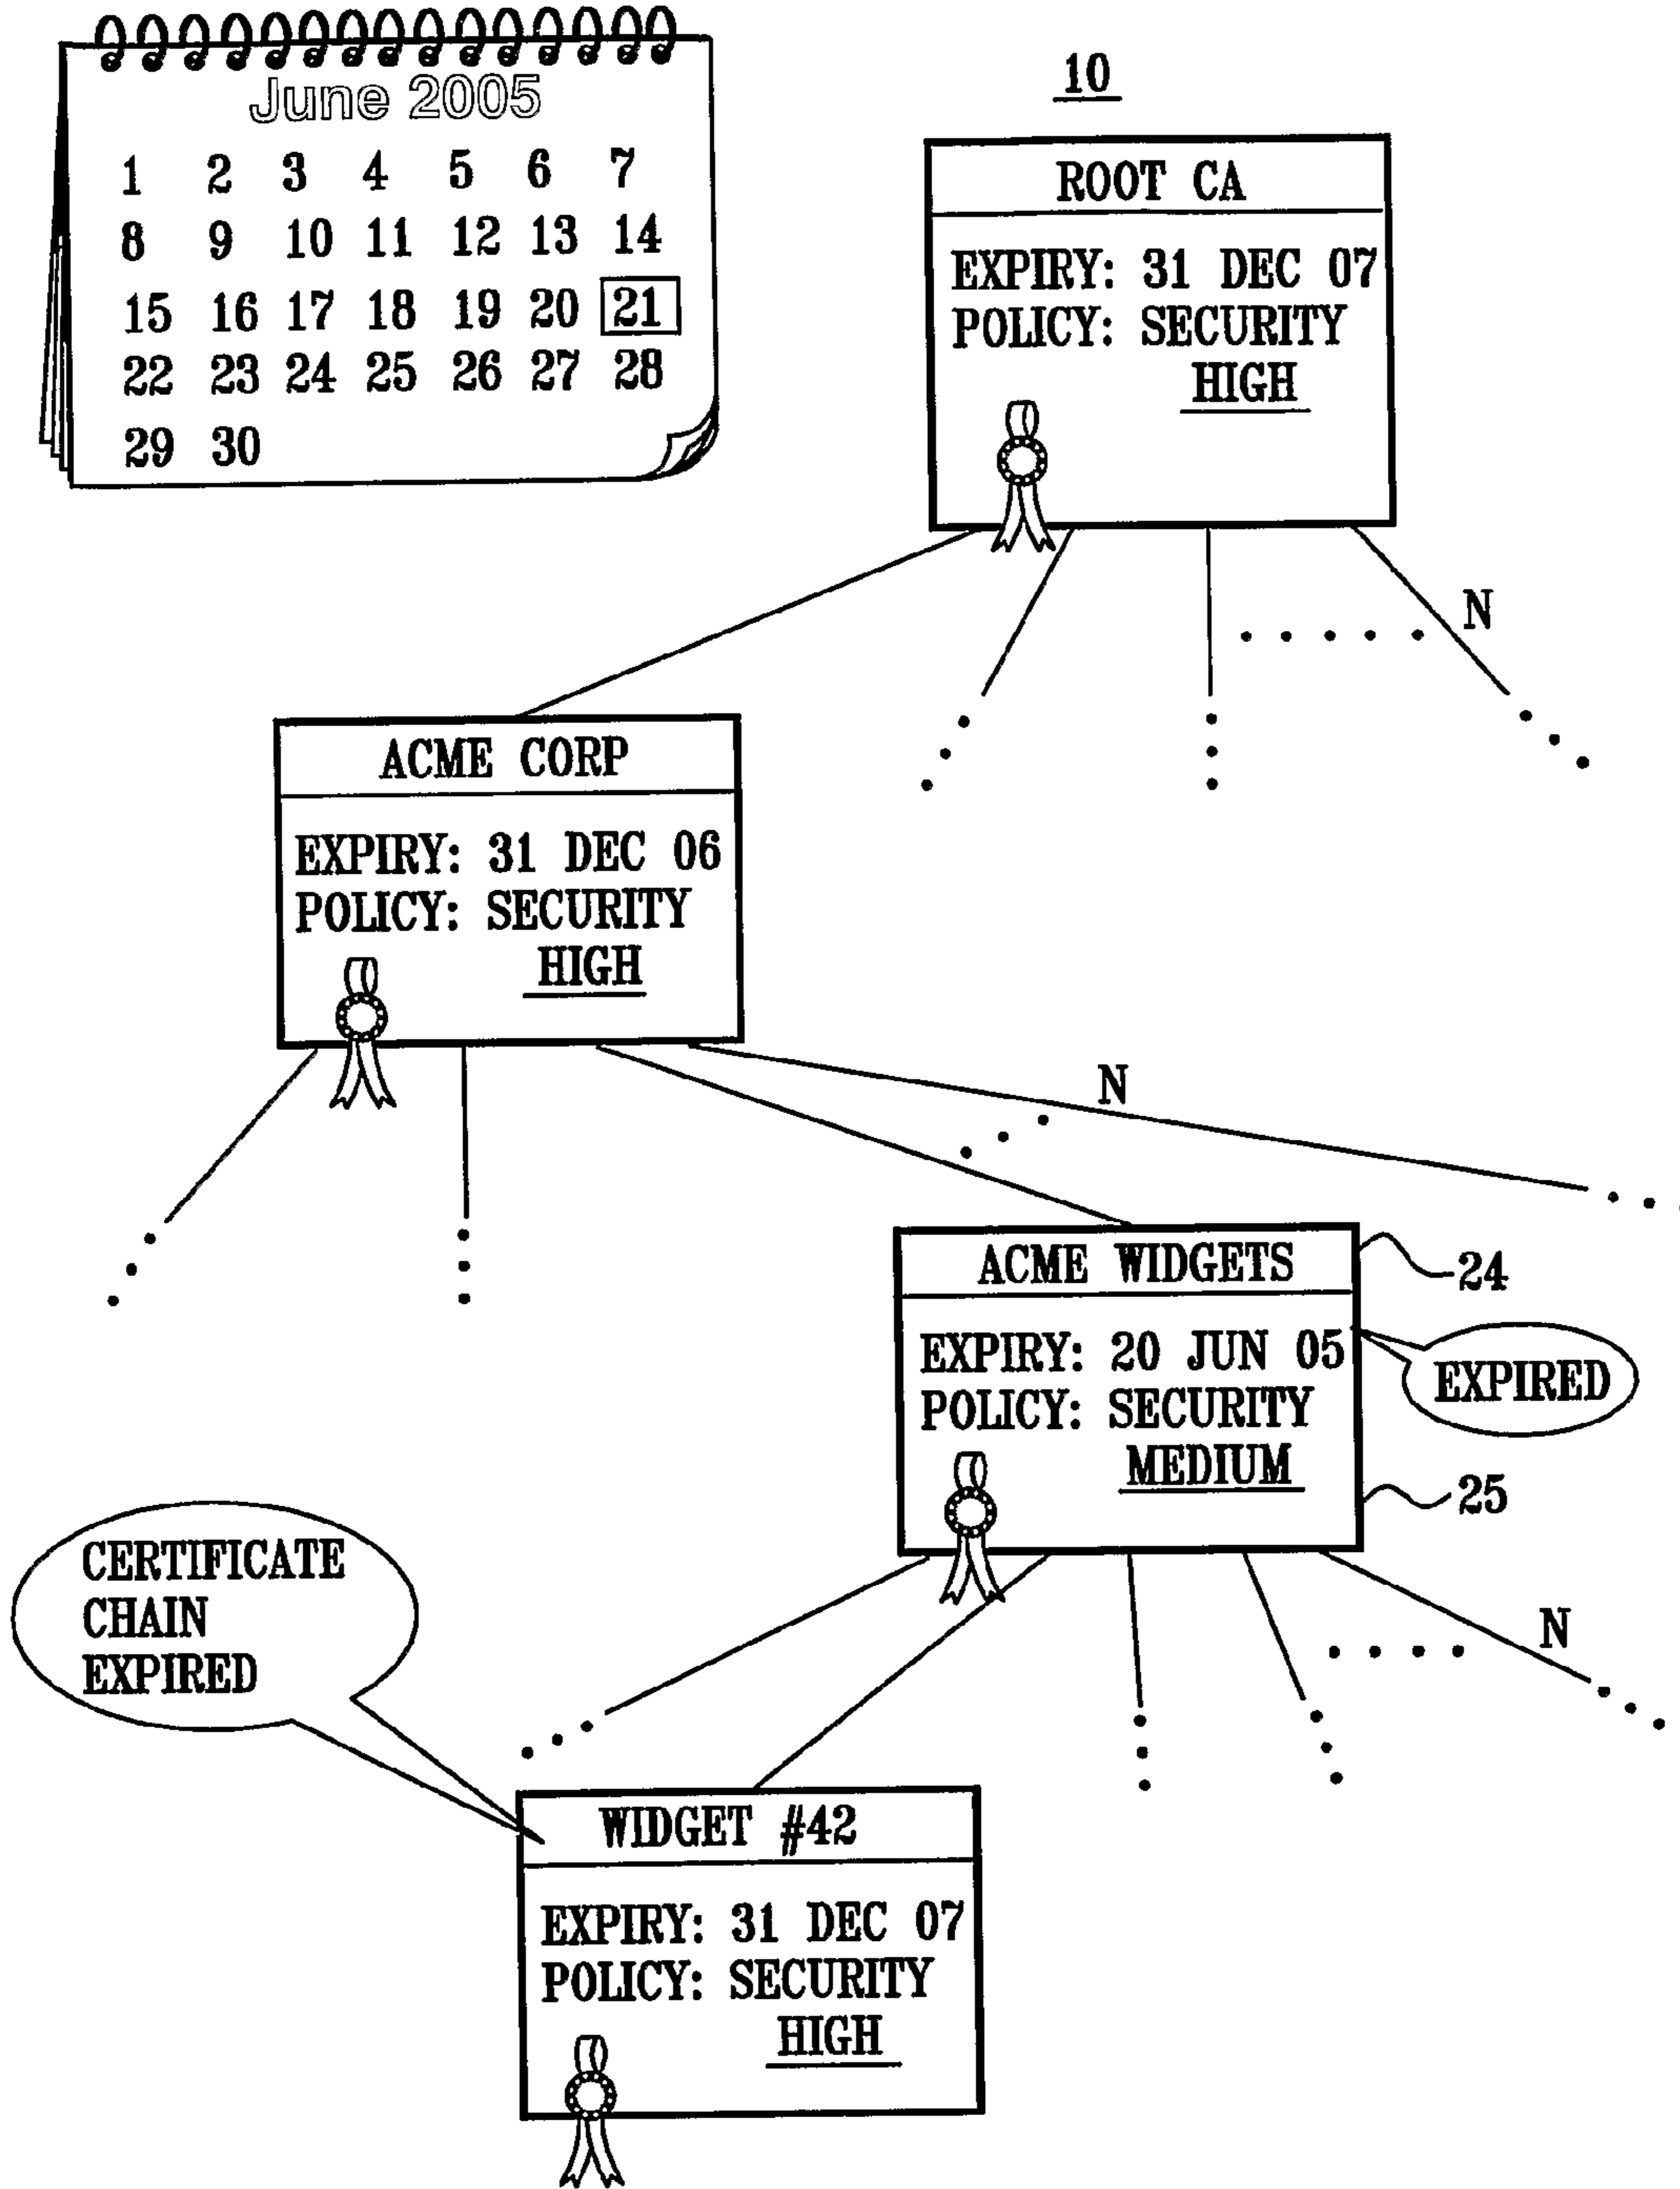 June 2005
1 2 3 4 5 6 7
8 9 10 11 12 13 14
15 16 17 18 19 20 21
22 23 24 25 26 27 28
29 30
10
ROOT CA
EXPIRY: 31 DEC 07
POLICY: SECURITY
HIGH
N
ACME CORP
EXPIRY: 31 DEC 06
POLICY: SECURITY
HIGH
N
ACME WIDGETS
24
EXPIRY: 20 JUN 05
POLICY: SECURITY
MEDIUM
EXPIRED
25
N
CERTIFICATE
CHAIN
EXPIRED
WIDGET #42
EXPIRY: 31 DEC 07
POLICY: SECURITY
HIGH